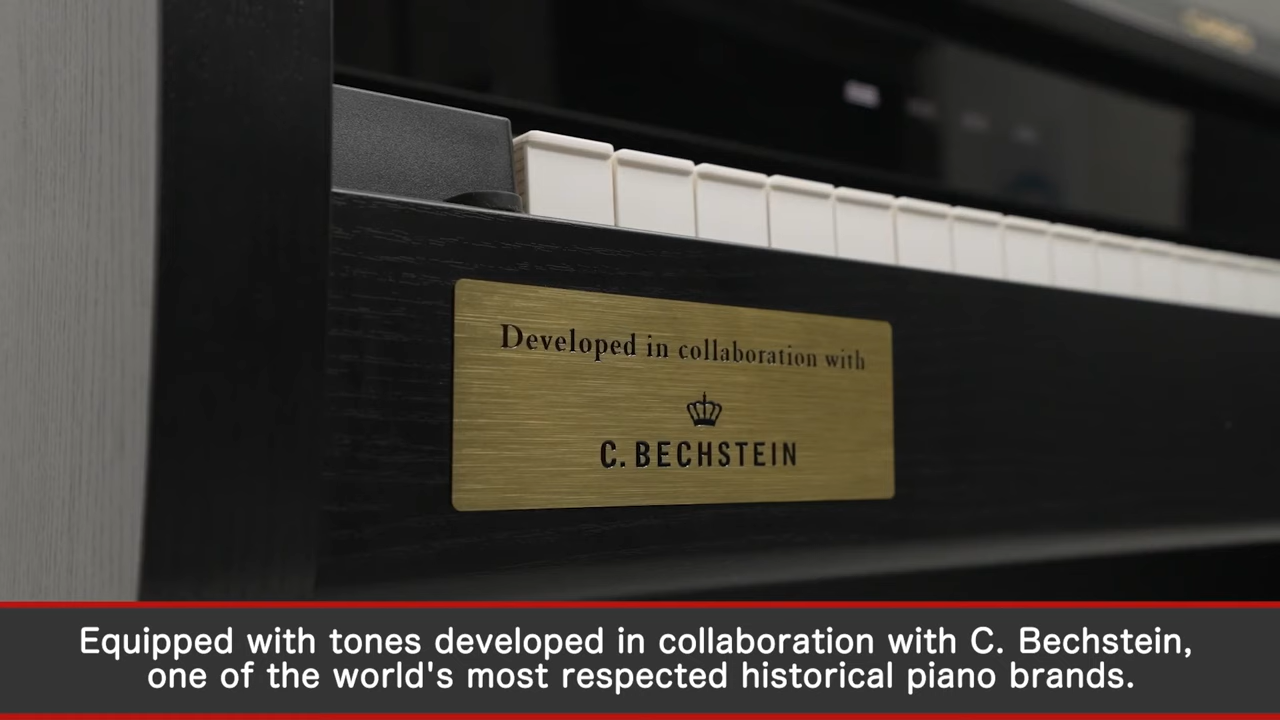 Developed in collaboration with
C. BECHSTEIN
Equipped with tones developed in collaboration with C. Bechstein,
one of the world's most respected historical piano brands.